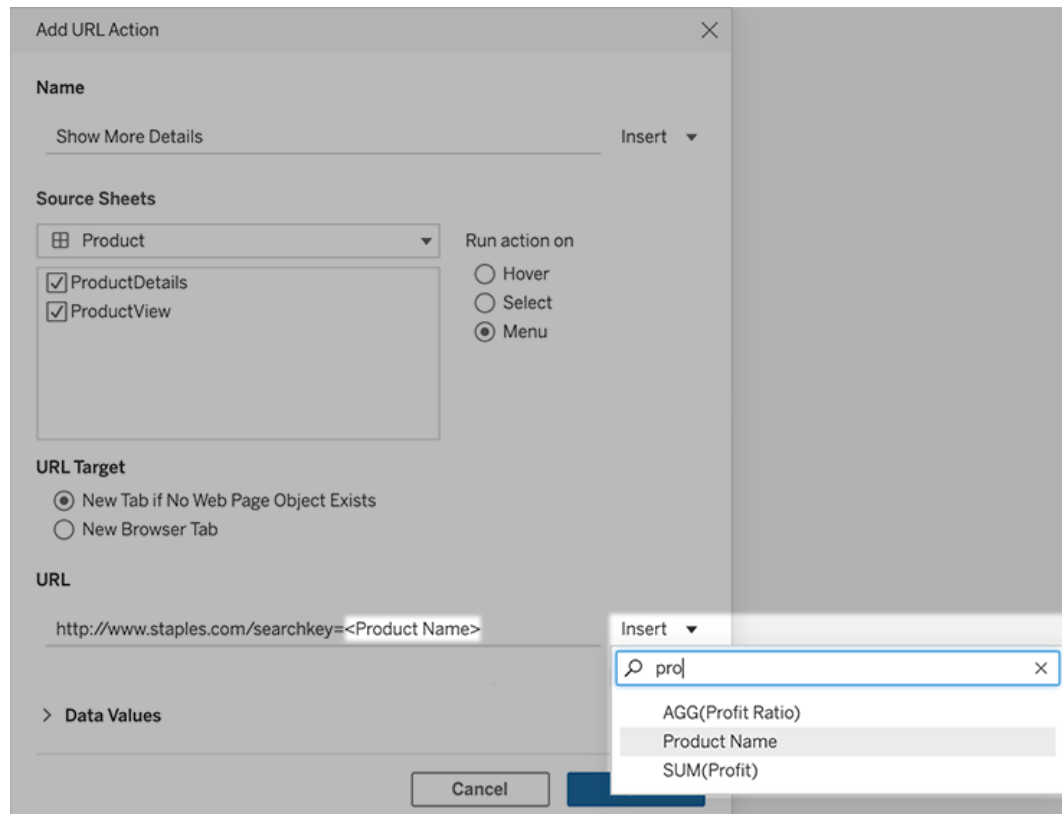 Add URL Action
Name
Show More Details
Insert
Source Sheets
Product
Run action on
ProductDetails
ProductView
Hover
Select
Menu
URL Target
New Tab if No Web Page Object Exists
New Browser Tab
URL
http://www.staples.com/searchkey=<Product Name>
Insert
pro
Data Values
AGG(Profit Ratio)
Product Name
SUM(Profit)
Cancel